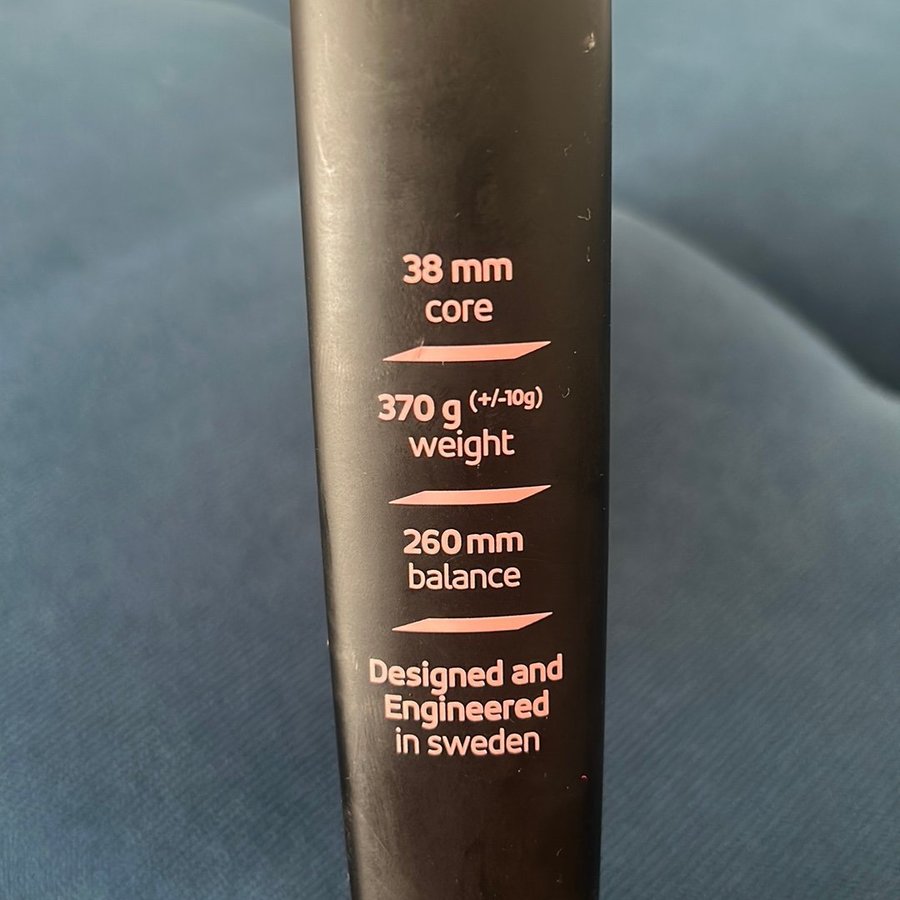 38 mm
core
370 g (+/-10g)
weight
260 mm
balance
Designed and
Engineered
in sweden